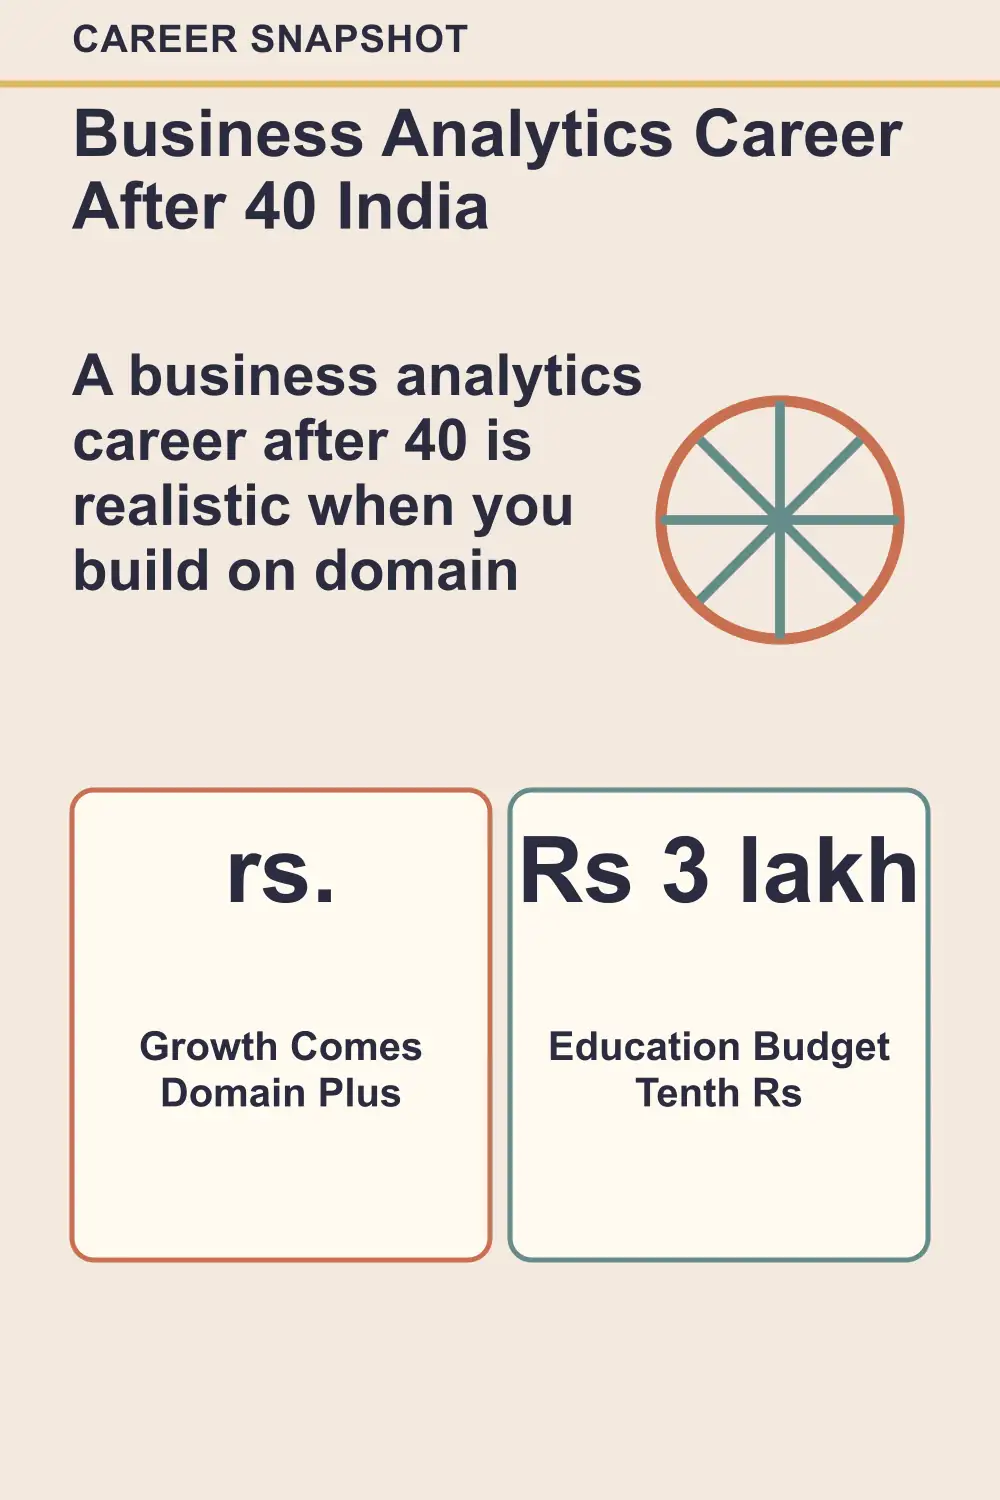 CAREER SNAPSHOT
Business Analytics Career
After 40 India
A business analytics
career after 40 is
realistic when you
build on domain
rs.
Growth Comes
Domain Plus
Rs 3 lakh
Education Budget
Tenth Rs